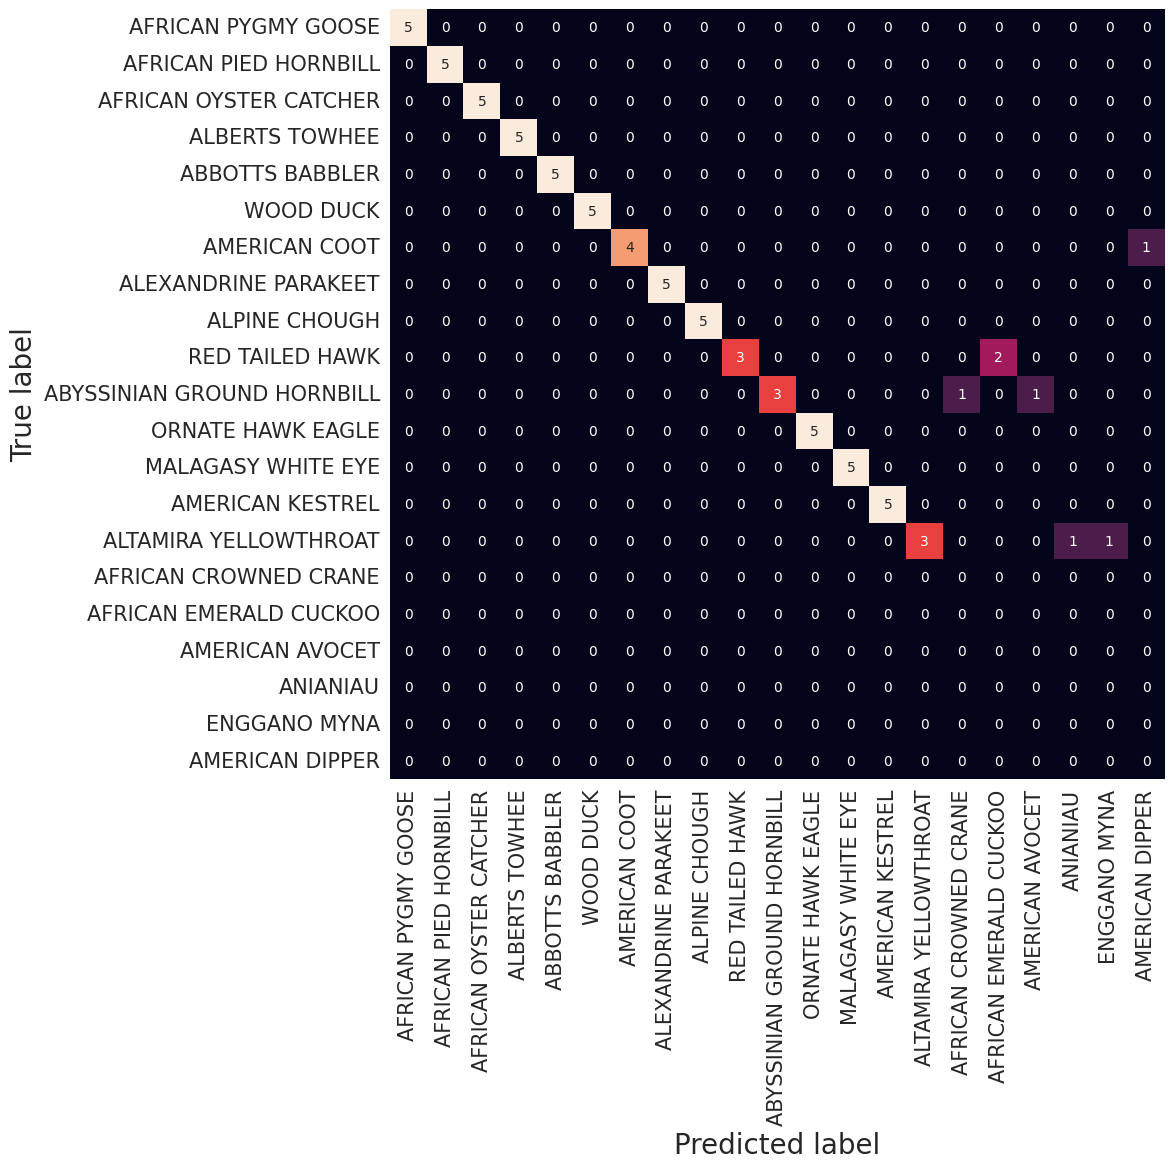 AFRICAN PYGMY GOOSE 5 0 0 0 0 0 0 0 0 0 0 0 0 0 0 0 0 0 0 0 0
AFRICAN PIED HORNBILL 0 5 0 0 0 0 0 0 0 0 0 0 0 0 0 0 0 0 0 0 0
AFRICAN OYSTER CATCHER 0 0 5 0 0 0 0 0 0 0 0 0 0 0 0 0 0 0 0 0 0
ALBERTS TOWHEE 0 0 0 5 0 0 0 0 0 0 0 0 0 0 0 0 0 0 0 0 0
ABBOTTS BABBLER 0 0 0 0 5 0 0 0 0 0 0 0 0 0 0 0 0 0 0 0 0
WOOD DUCK 0 0 0 0 0 5 0 0 0 0 0 0 0 0 0 0 0 0 0 0 0
AMERICAN COOT 0 0 0 0 0 0 4 0 0 0 0 0 0 0 0 0 0 0 0 0 1
ALEXANDRINE PARAKEET 0 0 0 0 0 0 0 5 0 0 0 0 0 0 0 0 0 0 0 0 0
ALPINE CHOUGH 0 0 0 0 0 0 0 0 5 0 0 0 0 0 0 0 0 0 0 0 0
RED TAILED HAWK 0 0 0 0 0 0 0 0 0 3 0 0 0 0 0 0 2 0 0 0 0
ABYSSINIAN GROUND HORNBILL 0 0 0 0 0 0 0 0 0 0 3 0 0 0 0 1 0 1 0 0 0
ORNATE HAWK EAGLE 0 0 0 0 0 0 0 0 0 0 0 5 0 0 0 0 0 0 0 0 0
MALAGASY WHITE EYE 0 0 0 0 0 0 0 0 0 0 0 0 5 0 0 0 0 0 0 0 0
AMERICAN KESTREL 0 0 0 0 0 0 0 0 0 0 0 0 0 5 0 0 0 0 0 0 0
ALTAMIRA YELLOWTHROAT 0 0 0 0 0 0 0 0 0 0 0 0 0 0 3 0 0 0 1 1 0
AFRICAN CROWNED CRANE 0 0 0 0 0 0 0 0 0 0 0 0 0 0 0 0 0 0 0 0 0
AFRICAN EMERALD CUCKOO 0 0 0 0 0 0 0 0 0 0 0 0 0 0 0 0 0 0 0 0 0
AMERICAN AVOCET 0 0 0 0 0 0 0 0 0 0 0 0 0 0 0 0 0 0 0 0 0
ANIANIAU 0 0 0 0 0 0 0 0 0 0 0 0 0 0 0 0 0 0 0 0 0
ENGGANO MYNA 0 0 0 0 0 0 0 0 0 0 0 0 0 0 0 0 0 0 0 0 0
AMERICAN DIPPER 0 0 0 0 0 0 0 0 0 0 0 0 0 0 0 0 0 0 0 0 0
True label
AFRICAN PYGMY GOOSE
AFRICAN PIED HORNBILL
AFRICAN OYSTER CATCHER
ALBERTS TOWHEE
ABBOTTS BABBLER
WOOD DUCK
AMERICAN COOT
ALEXANDRINE PARAKEET
ALPINE CHOUGH
RED TAILED HAWK
ABYSSINIAN GROUND HORNBILL
ORNATE HAWK EAGLE
MALAGASY WHITE EYE
AMERICAN KESTREL
ALTAMIRA YELLOWTHROAT
AFRICAN CROWNED CRANE
AFRICAN EMERALD CUCKOO
AMERICAN AVOCET
ANIANIAU
ENGGANO MYNA
AMERICAN DIPPER
Predicted label